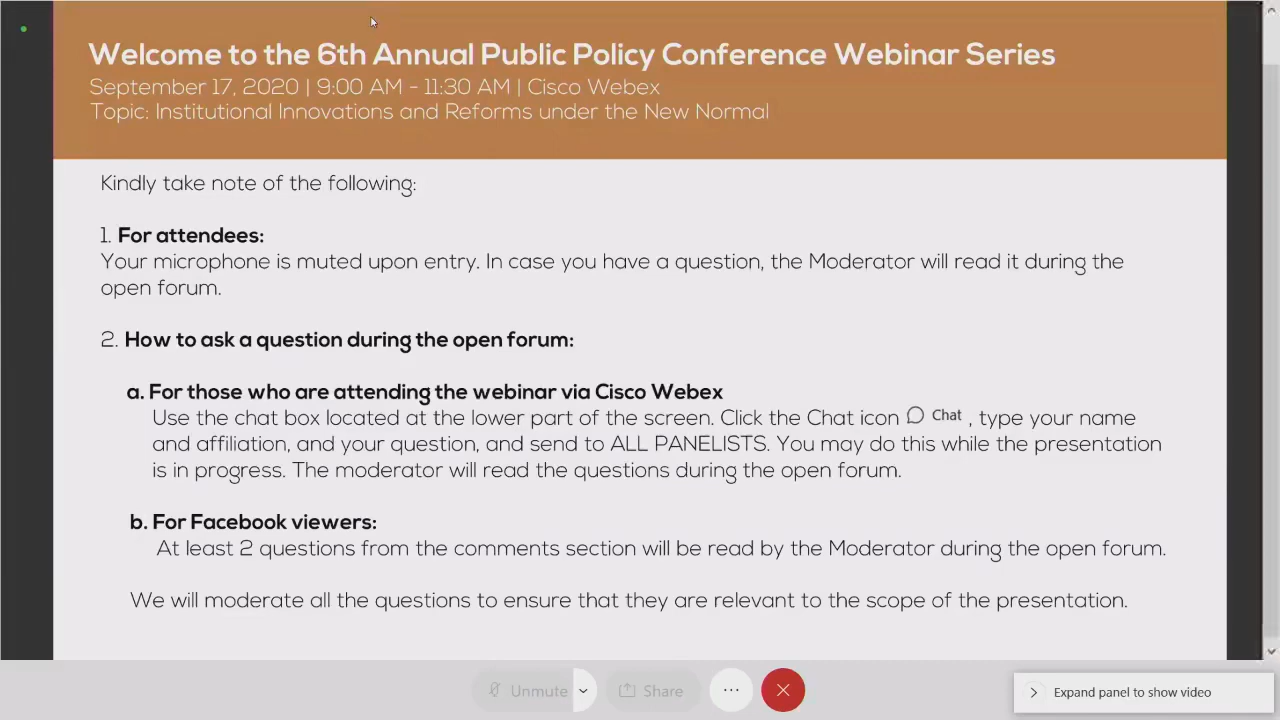 Welcome to the 6th Annual Public Policy Conference Webinar Series
September 17, 2020 | 9:00 AM - 11:30 AM | Cisco Webex
Topic: Institutional Innovations and Reforms under the New Normal
Kindly take note of the following:
1. For attendees:
Your microphone is muted upon entry. In case you have a question, the Moderator will read it during the
open forum.
2. How to ask a question during the open forum:
a. For those who are attending the webinar via Cisco Webex
Use the chat box located at the lower part of the screen. Click the Chat icon Chat , type your name
and affiliation, and your question, and send to ALL PANELISTS. You may do this while the presentation
is in progress. The moderator will read the questions during the open forum.
b. For Facebook viewers:
At least 2 questions from the comments section will be read by the Moderator during the open forum.
We will moderate all the questions to ensure that they are relevant to the scope of the presentation.
Unmute Share Expand panel to show video